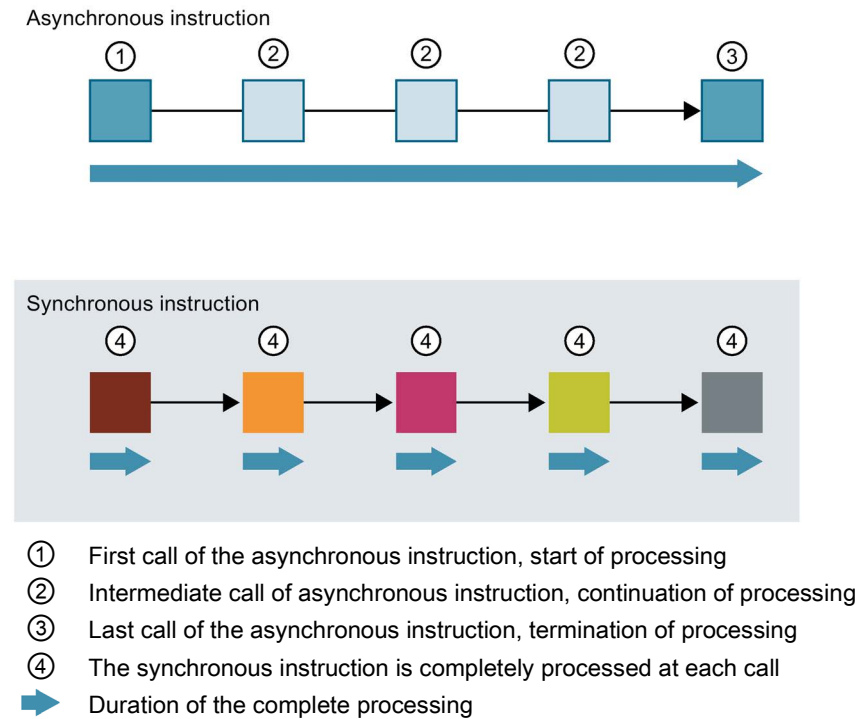 Asynchronous instruction
① ② ② ② ③
Synchronous instruction
④ ④ ④ ④ ④
① First call of the asynchronous instruction, start of processing
② Intermediate call of asynchronous instruction, continuation of processing
③ Last call of the asynchronous instruction, termination of processing
④ The synchronous instruction is completely processed at each call
Duration of the complete processing